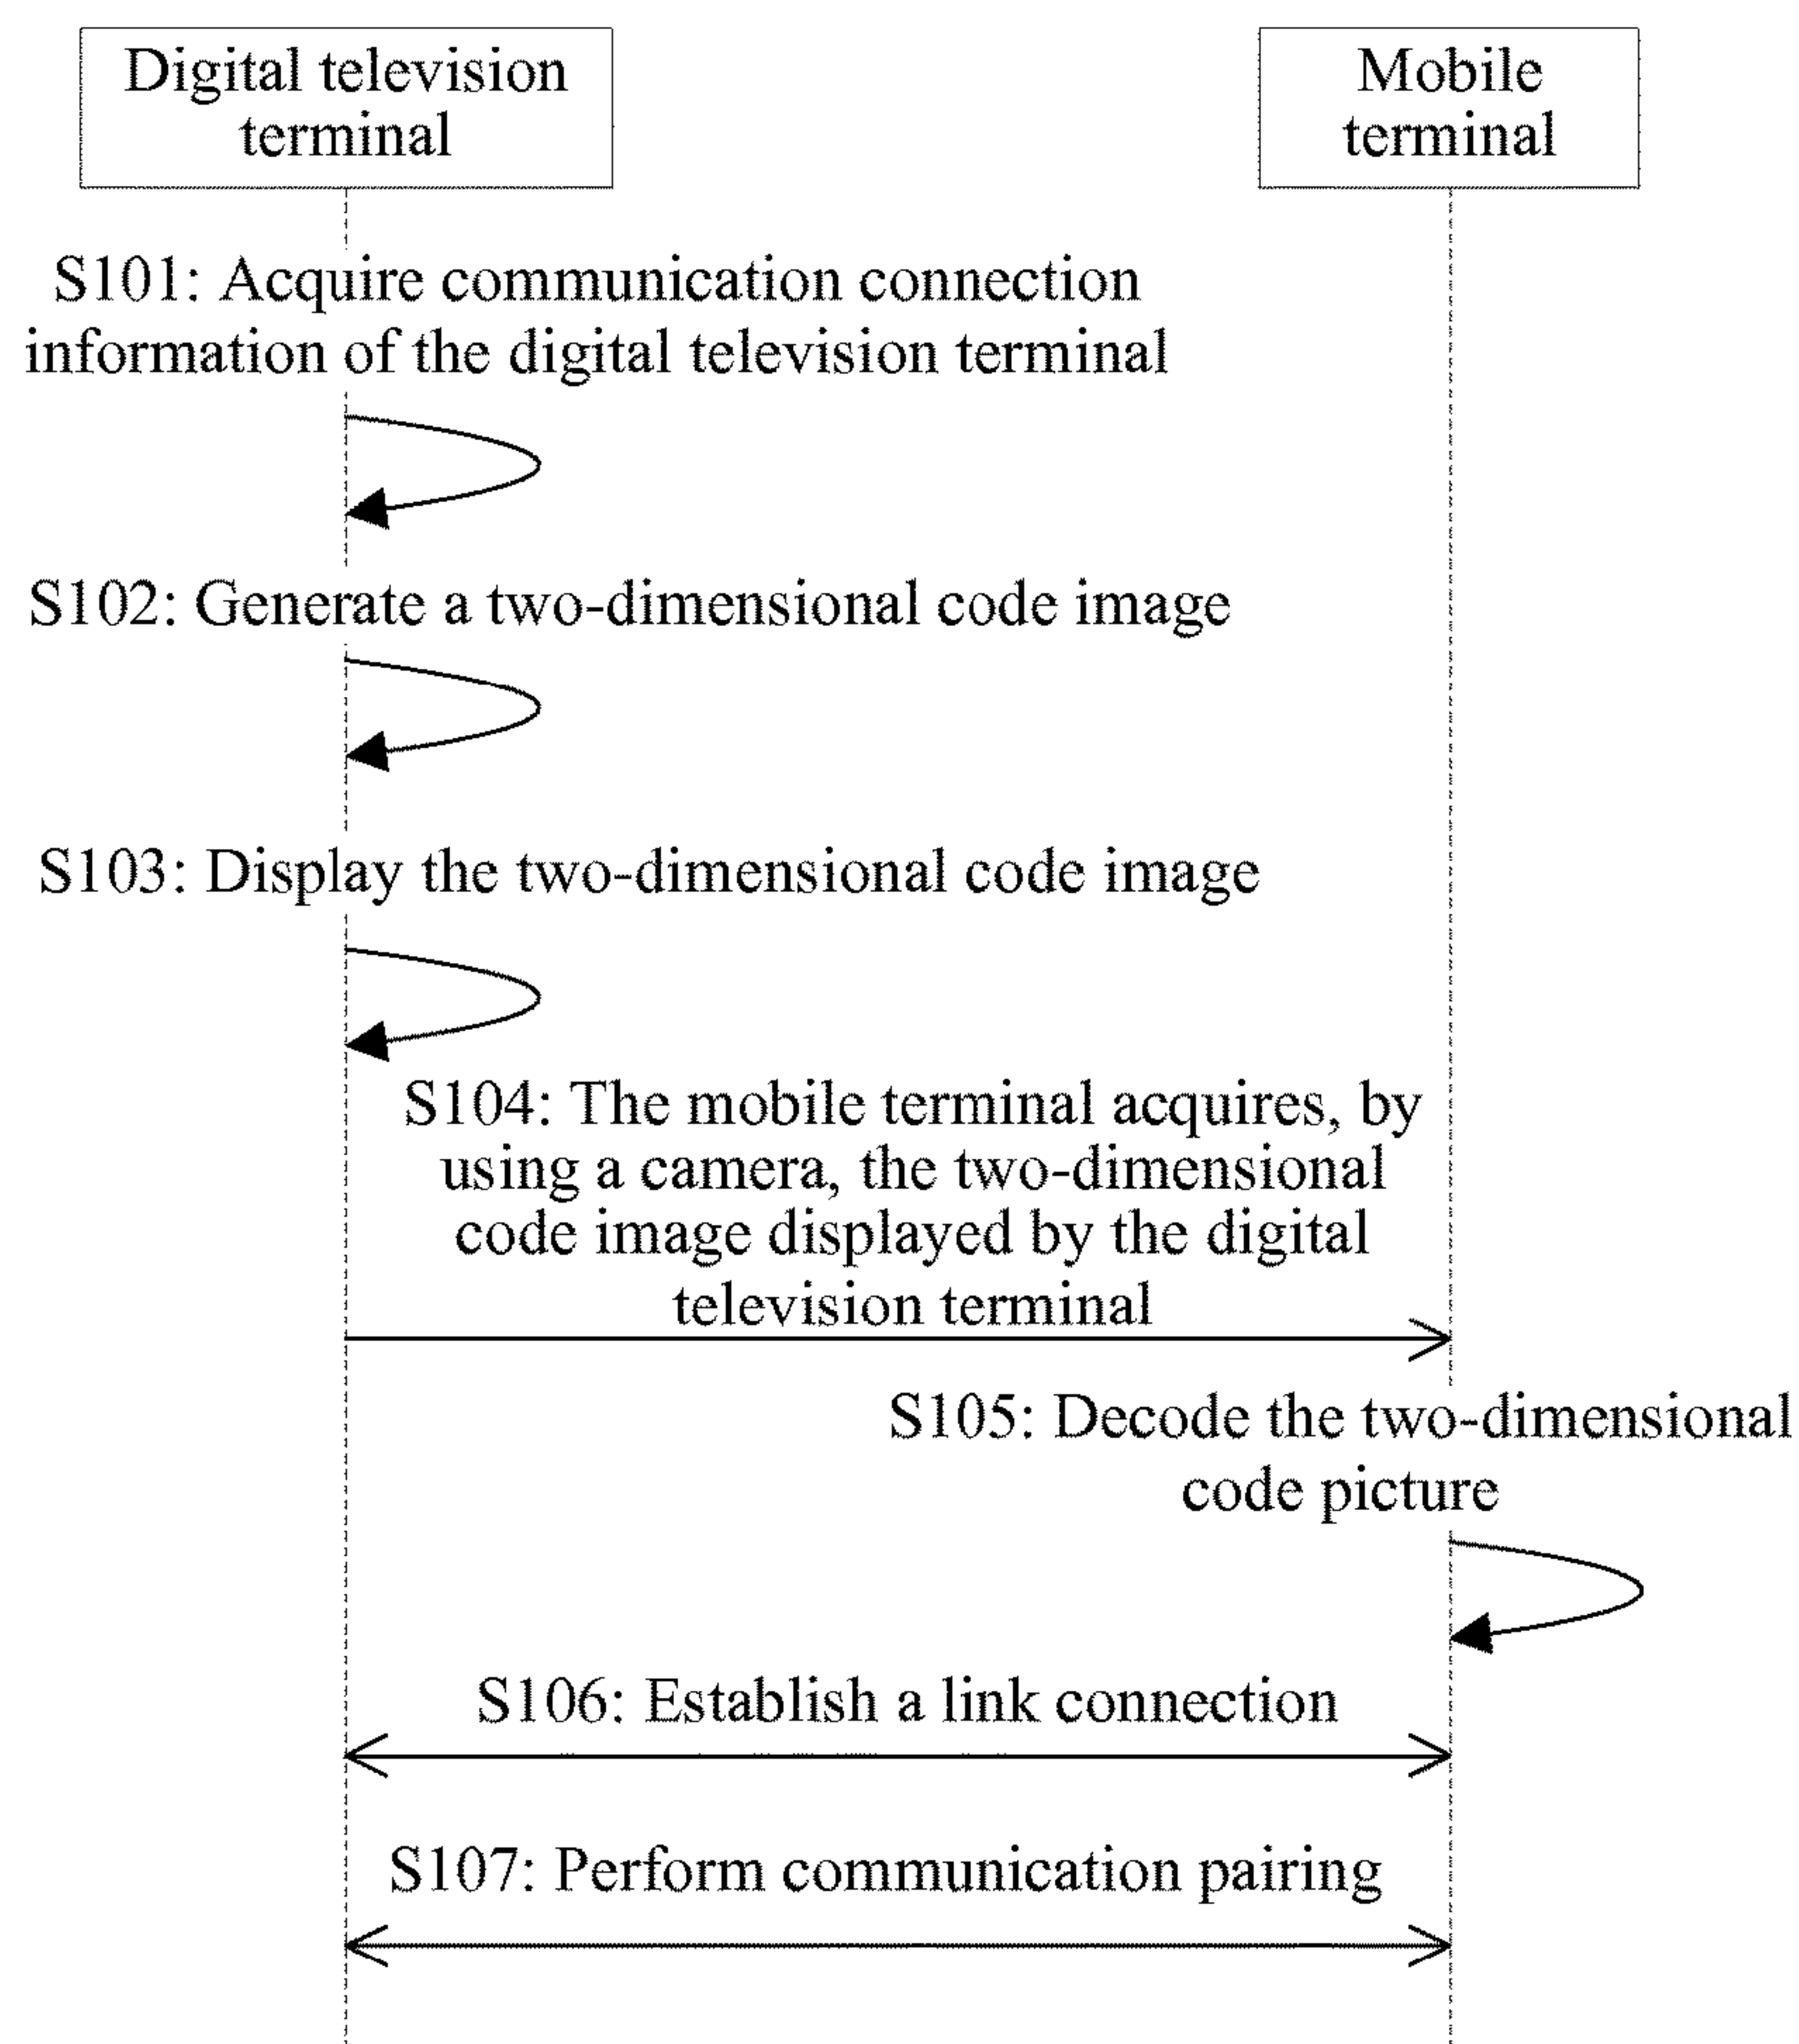 Digital television
terminal
Mobile
terminal
S101: Acquire communication connection
information of the digital television terminal
S102: Generate a two-dimensional code image
S103: Display the two-dimensional code image
S104: The mobile terminal acquires, by
using a camera, the two-dimensional
code image displayed by the digital
television terminal
S105: Decode the two-dimensional
code picture
S106: Establish a link connection
S107: Perform communication pairing